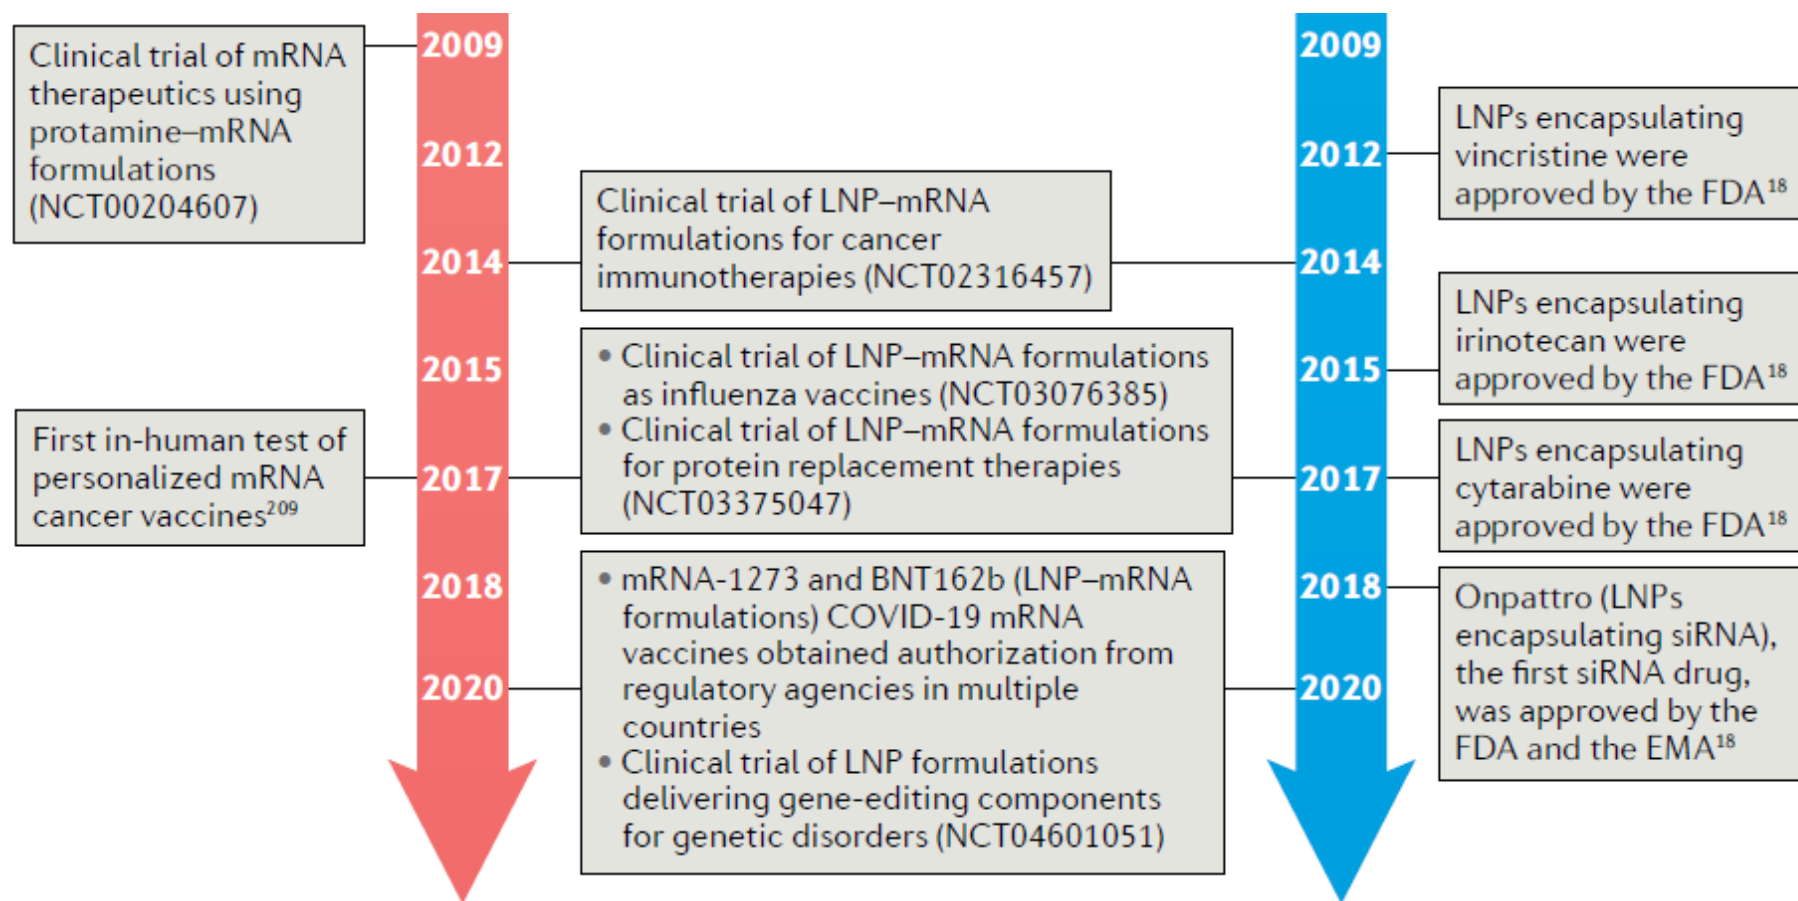 Clinical trial of mRNA
therapeutics using
protamine–mRNA
formulations
(NCT00204607)
First in-human test of
personalized mRNA
cancer vaccines²⁰⁹
2009
2012
2014
2015
2017
2018
2020
Clinical trial of LNP–mRNA
formulations for cancer
immunotherapies (NCT02316457)
• Clinical trial of LNP–mRNA formulations
as influenza vaccines (NCT03076385)
• Clinical trial of LNP–mRNA formulations
for protein replacement therapies
(NCT03375047)
• mRNA-1273 and BNT162b (LNP–mRNA
formulations) COVID-19 mRNA
vaccines obtained authorization from
regulatory agencies in multiple
countries
• Clinical trial of LNP formulations
delivering gene-editing components
for genetic disorders (NCT04601051)
2009
2012
2014
2015
2017
2018
2020
LNPs encapsulating
vincristine were
approved by the FDA¹⁸
LNPs encapsulating
irinotecan were
approved by the FDA¹⁸
LNPs encapsulating
cytarabine were
approved by the FDA¹⁸
Onpattro (LNPs
encapsulating siRNA),
the first siRNA drug,
was approved by the
FDA and the EMA¹⁸